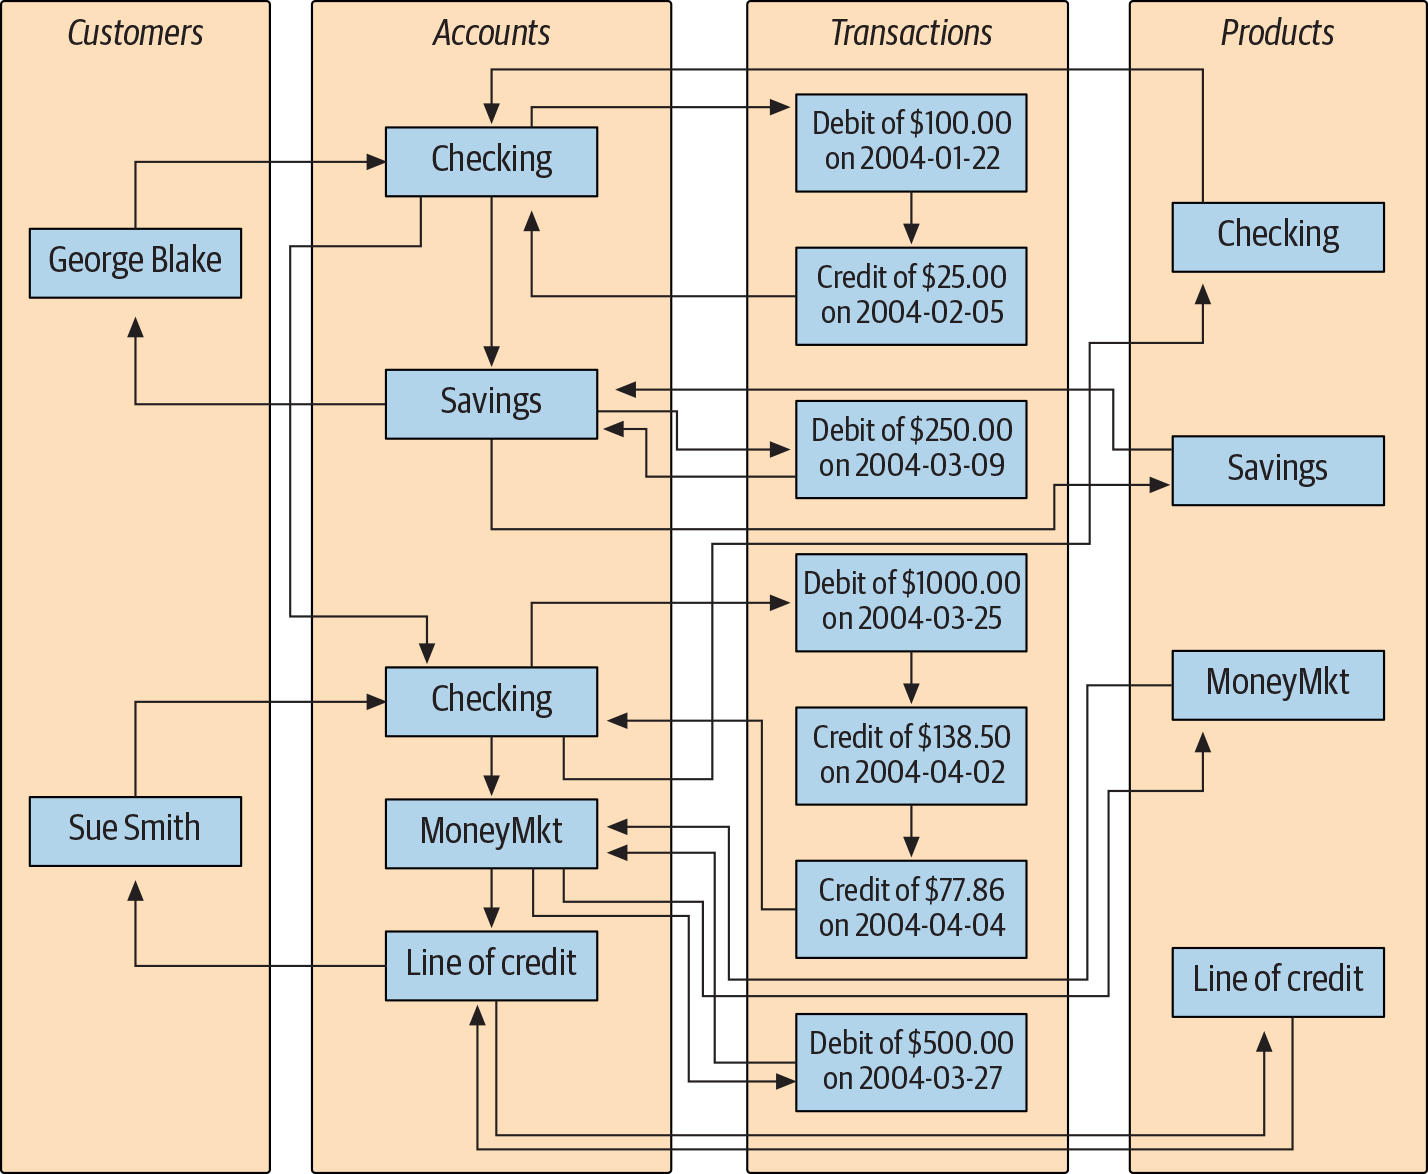 Customers
Accounts
Transactions
Products
George Blake
Sue Smith
Checking
Savings
Checking
MoneyMkt
Line of credit
Debit of $100.00
on 2004-01-22
Credit of $25.00
on 2004-02-05
Debit of $250.00
on 2004-03-09
Debit of $1000.00
on 2004-03-25
Credit of $138.50
on 2004-04-02
Credit of $77.86
on 2004-04-04
Debit of $500.00
on 2004-03-27
Checking
Savings
MoneyMkt
Line of credit